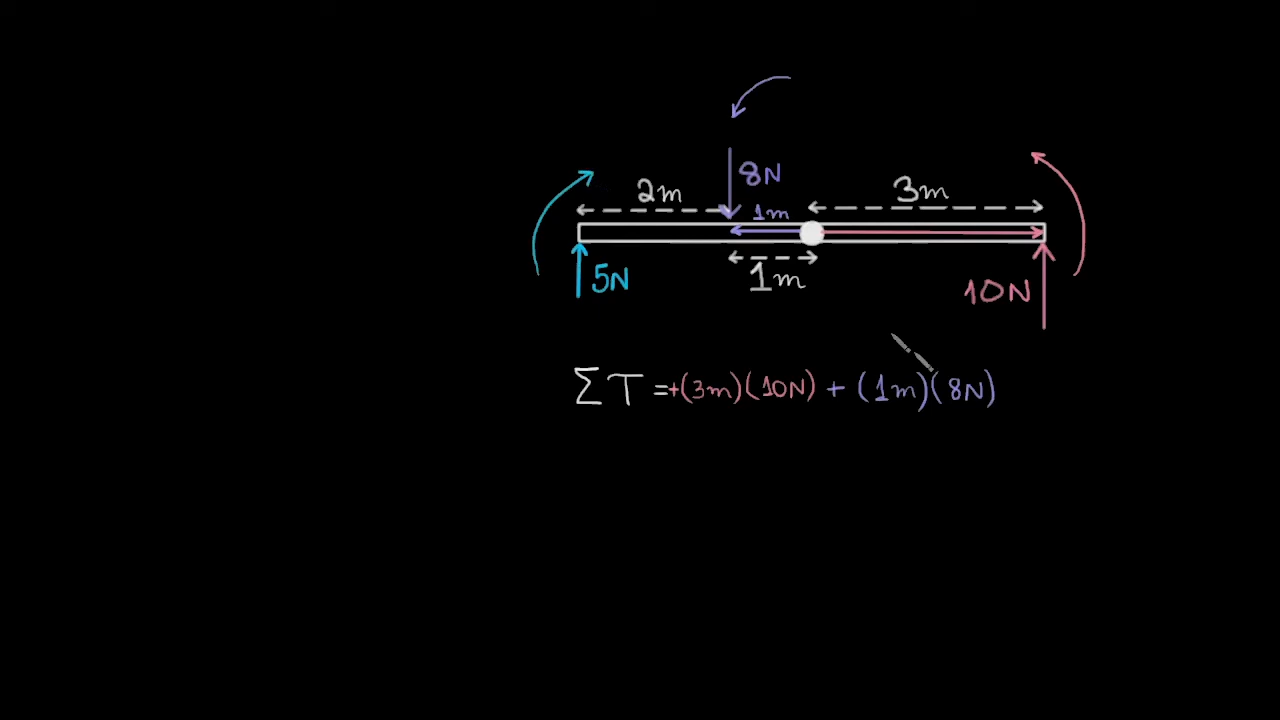 8N
2m
3m
1m
5N
1m
10N
ΣT = +(3m)(10N) + (1m)(8N)